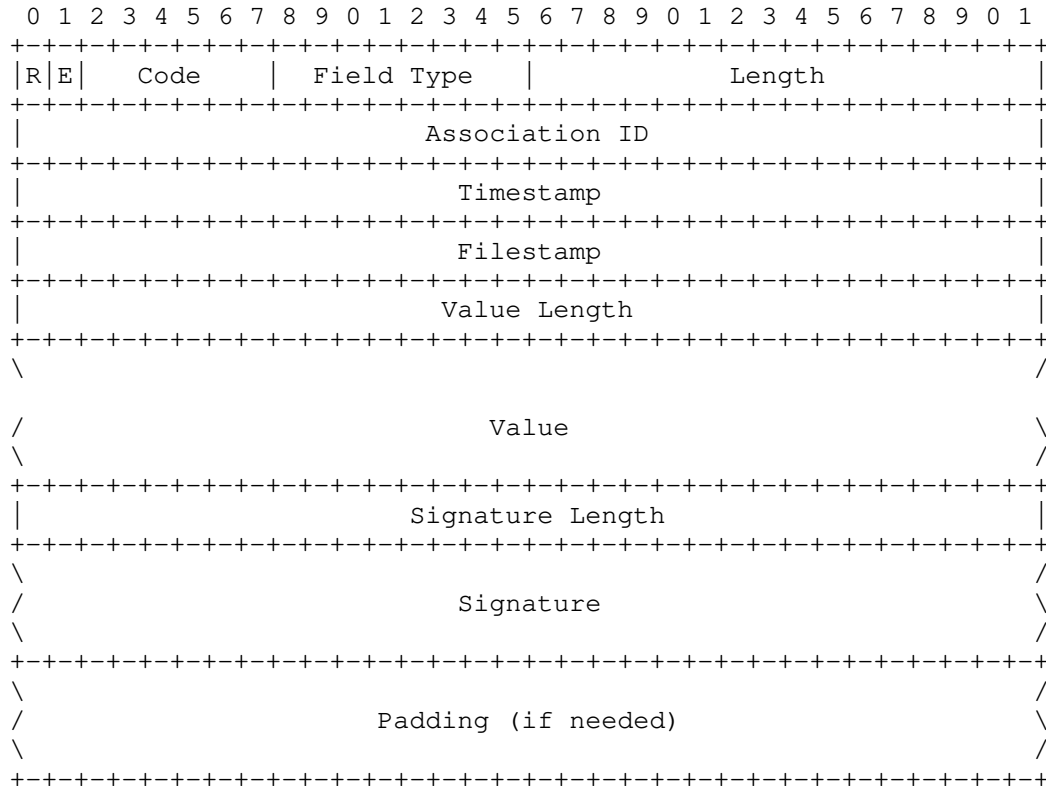 0 1 2 3 4 5 6 7 8 9 0 1 2 3 4 5 6 7 8 9 0 1 2 3 4 5 6 7 8 9 0 1
+-+-+-+-+-+-+-+-+-+-+-+-+-+-+-+-+-+-+-+-+-+-+-+-+-+-+-+-+-+-+-+-+
|R|E|   Code    |  Field Type   |            Length             |
+-+-+-+-+-+-+-+-+-+-+-+-+-+-+-+-+-+-+-+-+-+-+-+-+-+-+-+-+-+-+-+-+
|                         Association ID                        |
+-+-+-+-+-+-+-+-+-+-+-+-+-+-+-+-+-+-+-+-+-+-+-+-+-+-+-+-+-+-+-+-+
|                           Timestamp                           |
+-+-+-+-+-+-+-+-+-+-+-+-+-+-+-+-+-+-+-+-+-+-+-+-+-+-+-+-+-+-+-+-+
|                           Filestamp                           |
+-+-+-+-+-+-+-+-+-+-+-+-+-+-+-+-+-+-+-+-+-+-+-+-+-+-+-+-+-+-+-+-+
|                          Value Length                         |
+-+-+-+-+-+-+-+-+-+-+-+-+-+-+-+-+-+-+-+-+-+-+-+-+-+-+-+-+-+-+-+-+
\                                                               /
/                             Value                             \
\                                                               /
+-+-+-+-+-+-+-+-+-+-+-+-+-+-+-+-+-+-+-+-+-+-+-+-+-+-+-+-+-+-+-+-+
|                        Signature Length                       |
+-+-+-+-+-+-+-+-+-+-+-+-+-+-+-+-+-+-+-+-+-+-+-+-+-+-+-+-+-+-+-+-+
\                                                               /
/                           Signature                           \
\                                                               /
+-+-+-+-+-+-+-+-+-+-+-+-+-+-+-+-+-+-+-+-+-+-+-+-+-+-+-+-+-+-+-+-+
\                                                               /
/                      Padding (if needed)                      \
\                                                               /
+-+-+-+-+-+-+-+-+-+-+-+-+-+-+-+-+-+-+-+-+-+-+-+-+-+-+-+-+-+-+-+-+